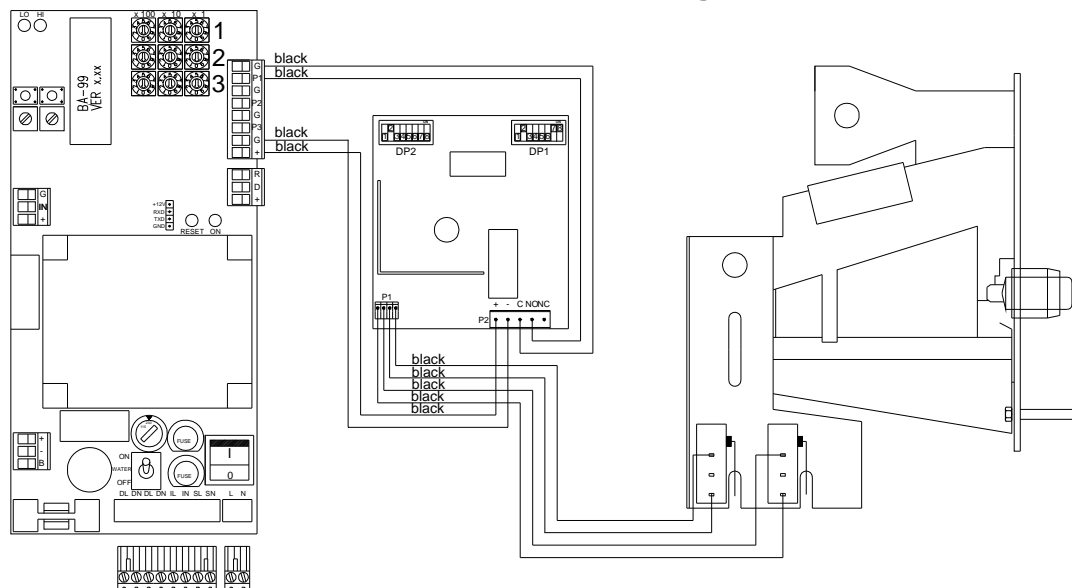 LO HI
x 100 x 10 x 1
1
2
3
BA-99
VER x.xx
G
P1
G
P2
G
P3
G
+
black
black
black
black
R
D
+
G
IN
+
+12V
RXD
TXD
GND
RESET ON
DP2
DP1
P1
+ - C NO NC
P2
black
black
black
black
black
+
-
B
FUSE
FUSE
ON
WATER
OFF
I
0
DL DN DL DN IL IN SL SN L N